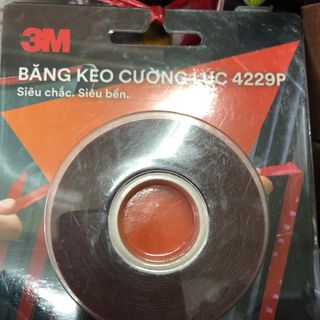 3M
BĂNG KEO CƯỜNG LỰC 4229P
Siêu chắc. Siêu bền.